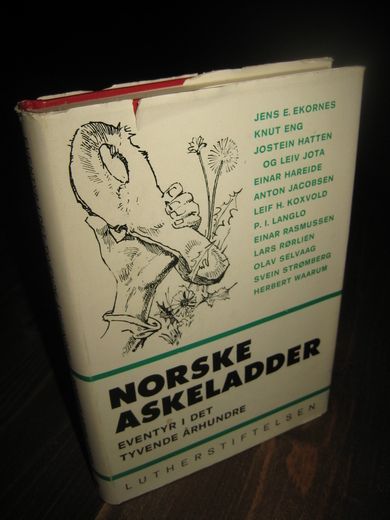 JENS E. EKORNES
KNUT ENG
JOSTEIN HATTEN
OG LEIV JOTA
EINAR HAREIDE
ANTON JACOBSEN
LEIF H. KOXVOLD
P. I. LANGLO
EINAR RASMUSSEN
LARS RØRLIEN
OLAV SELVAAG
SVEIN STRØMBERG
HERBERT WAARUM
NORSKE
ASKELADDER
EVENTYR I DET
TYVENDE ÅRHUNDRE
LUTHERSTIFTELSEN